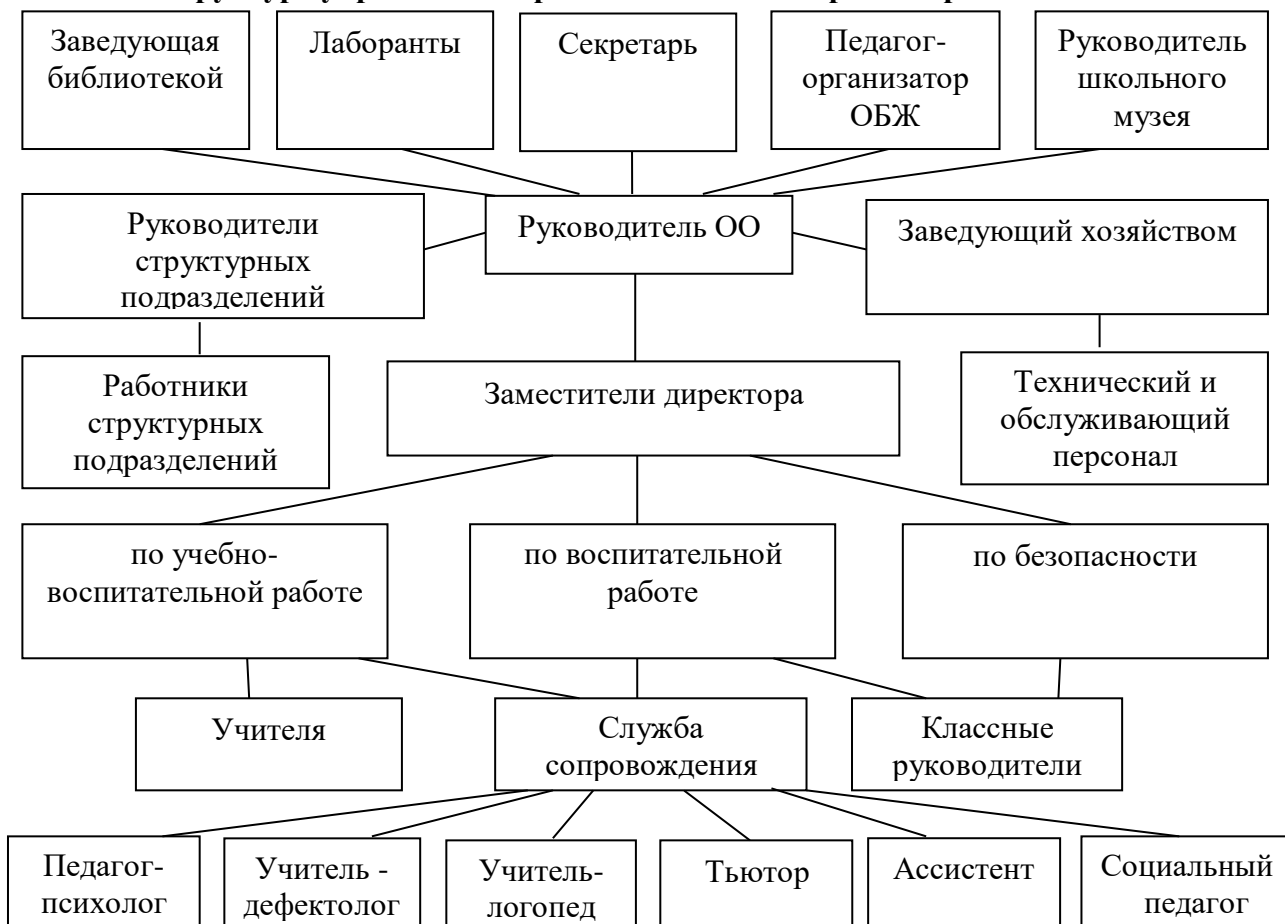 Заведующая
библиотекой
Лаборанты
Секретарь
Педагог-
организатор
ОБЖ
Руководитель
школьного
музея
Руководители
структурных
подразделений
Руководитель ОО
Заведующий хозяйством
Работники
структурных
подразделений
Заместители директора
Технический и
обслуживающий
персонал
по учебно-
воспитательной работе
по воспитательной
работе
по безопасности
Учителя
Служба
сопровождения
Классные
руководители
Педагог-
психолог
Учитель -
дефектолог
Учитель-
логопед
Тьютор
Ассистент
Социальный
педагог